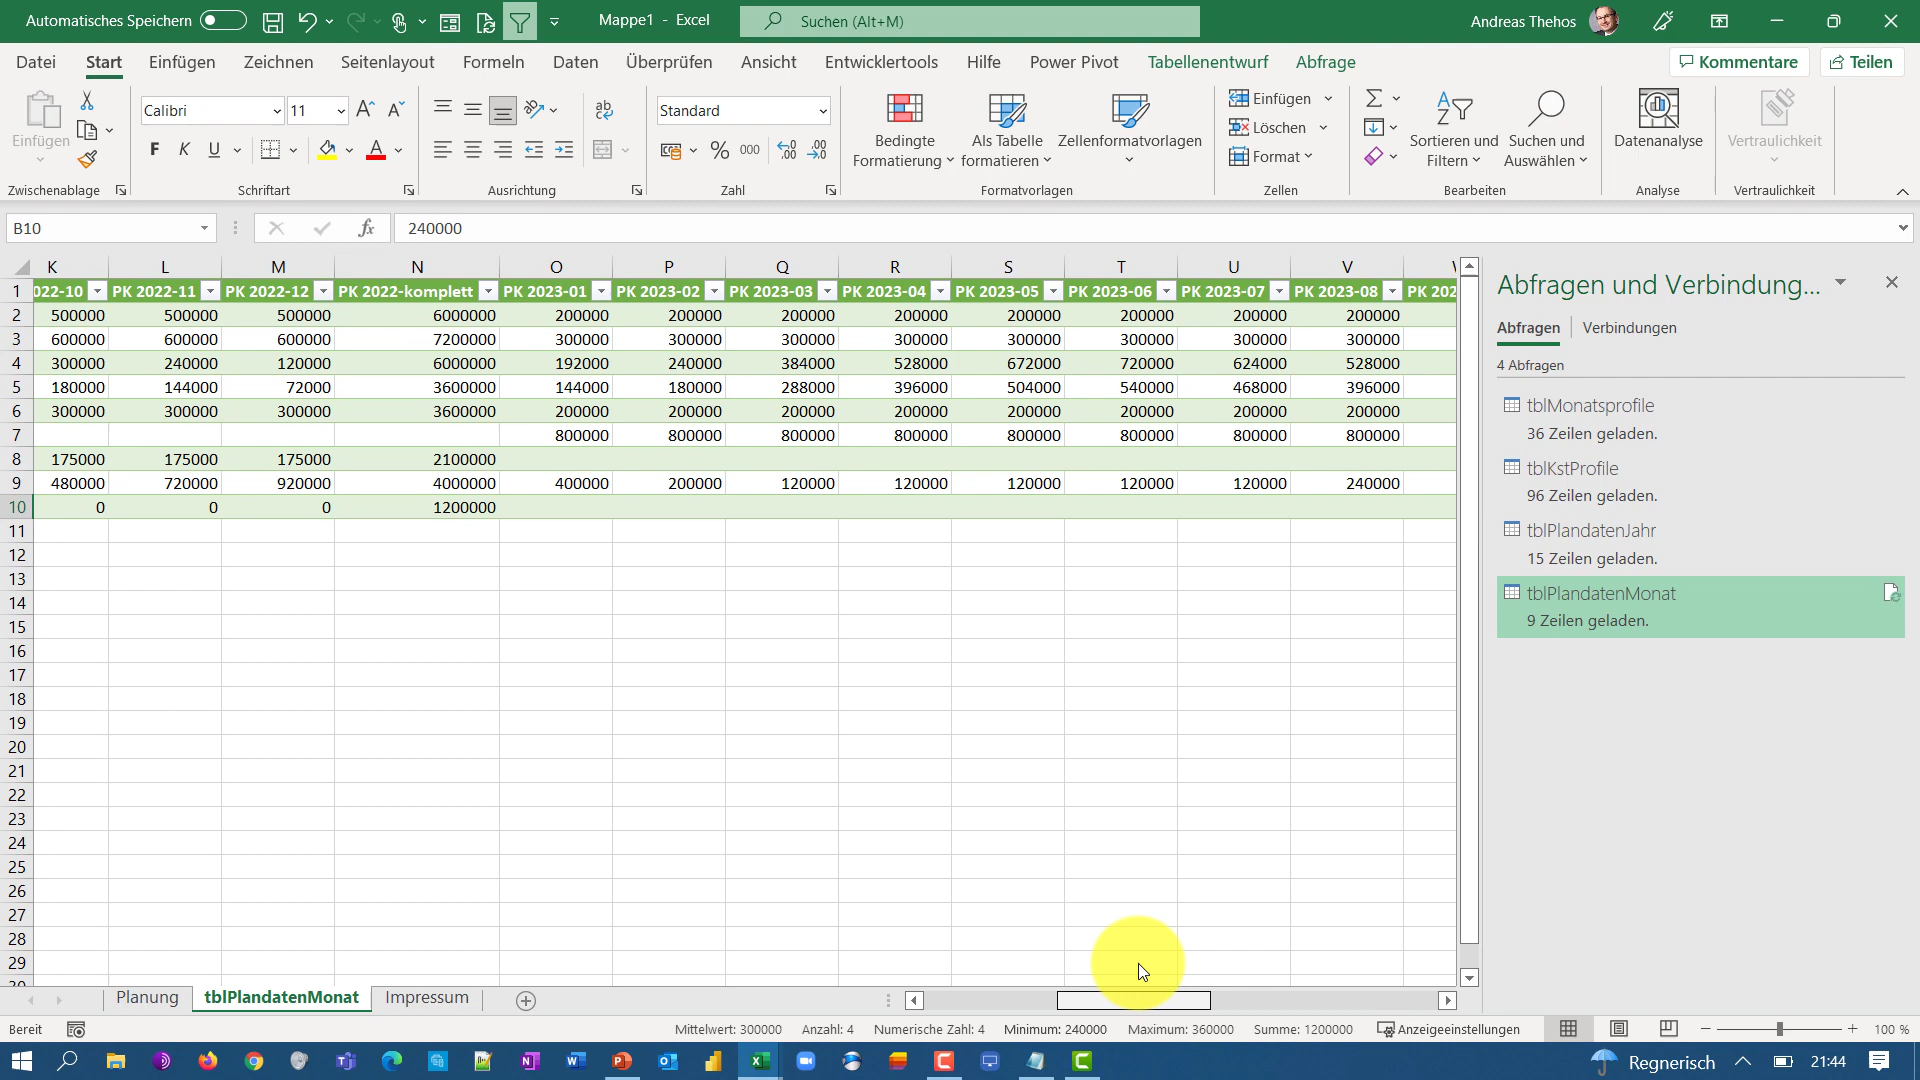 Automatisches Speichern
Mappe1 - Excel
Suchen (Alt+M)
Andreas Thehos
Datei Start Einfügen Zeichnen Seitenlayout Formeln Daten Überprüfen Ansicht Entwicklertools Hilfe Power Pivot Tabellenentwurf Abfrage Kommentare Teilen
Einfügen
Zwischenablage
Calibri 11
F K U
Schriftart
ab
Ausrichtung
Standard
% 000
Zahl
Bedingte
Formatierung
Als Tabelle
formatieren
Zellenformatvorlagen
Formatvorlagen
Einfügen
Löschen
Format
Zellen
Sortieren und
Filtern
Suchen und
Auswählen
Bearbeiten
Datenanalyse
Analyse
Vertraulichkeit
Vertraulichkeit
B10 fx 240000
K L M N O P Q R S T U V
1 022-10 PK 2022-11 PK 2022-12 PK 2022-komplett PK 2023-01 PK 2023-02 PK 2023-03 PK 2023-04 PK 2023-05 PK 2023-06 PK 2023-07 PK 2023-08 PK 202
2 500000 500000 500000 6000000 200000 200000 200000 200000 200000 200000 200000 200000
3 600000 600000 600000 7200000 300000 300000 300000 300000 300000 300000 300000 300000
4 300000 240000 120000 6000000 192000 240000 384000 528000 672000 720000 624000 528000
5 180000 144000 72000 3600000 144000 180000 288000 396000 504000 540000 468000 396000
6 300000 300000 300000 3600000 200000 200000 200000 200000 200000 200000 200000 200000
7 800000 800000 800000 800000 800000 800000 800000 800000
8 175000 175000 175000 2100000
9 480000 720000 920000 4000000 400000 200000 120000 120000 120000 120000 120000 240000
10 0 0 0 1200000
11
12
13
14
15
16
17
18
19
20
21
22
23
24
25
26
27
28
29
Abfragen und Verbindung...
Abfragen Verbindungen
4 Abfragen
tblMonatsprofile
36 Zeilen geladen.
tblKstProfile
96 Zeilen geladen.
tblPlandatenJahr
15 Zeilen geladen.
tblPlandatenMonat
9 Zeilen geladen.
Planung tblPlandatenMonat Impressum
Bereit
Mittelwert: 300000 Anzahl: 4 Numerische Zahl: 4 Minimum: 240000 Maximum: 360000 Summe: 1200000 Anzeigeeinstellungen 100 %
Regnerisch 21:44